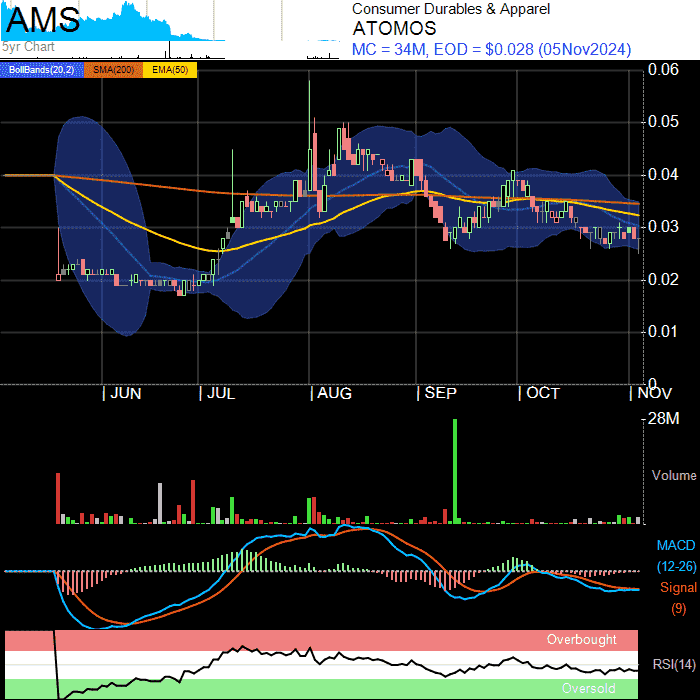 AMS
5yr Chart
Consumer Durables & Apparel
ATOMOS
MC = 34M, EOD = $0.028 (05Nov2024)
BollBands(20,2) SMA(200) EMA(50)
0.06
0.05
0.04
0.03
0.02
0.01
0
JUN JUL AUG SEP OCT NOV
28M
Volume
MACD
(12-26)
Signal
(9)
Overbought
RSI(14)
Oversold